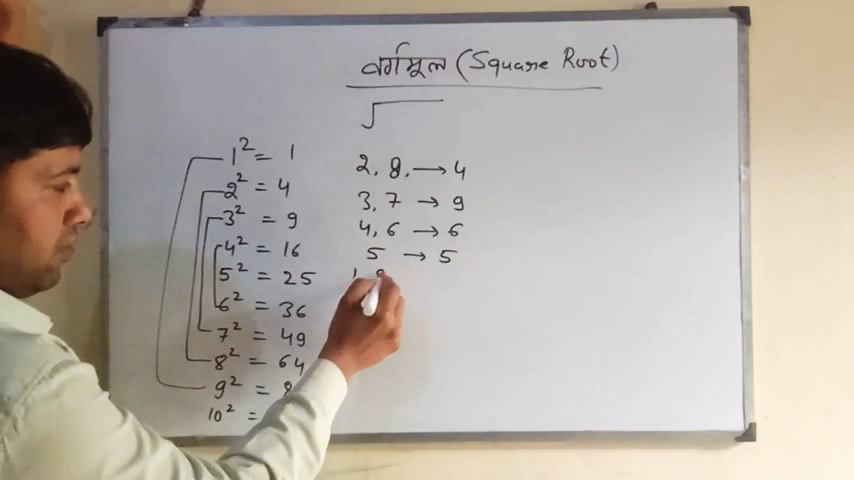 वर्गमूल (Square Root)
√
1² = 1
2² = 4
3² = 9
4² = 16
5² = 25
6² = 36
7² = 49
8² = 64
9² = 8
10² =
2, 8, → 4
3, 7 → 9
4, 6 → 6
5 → 5
1